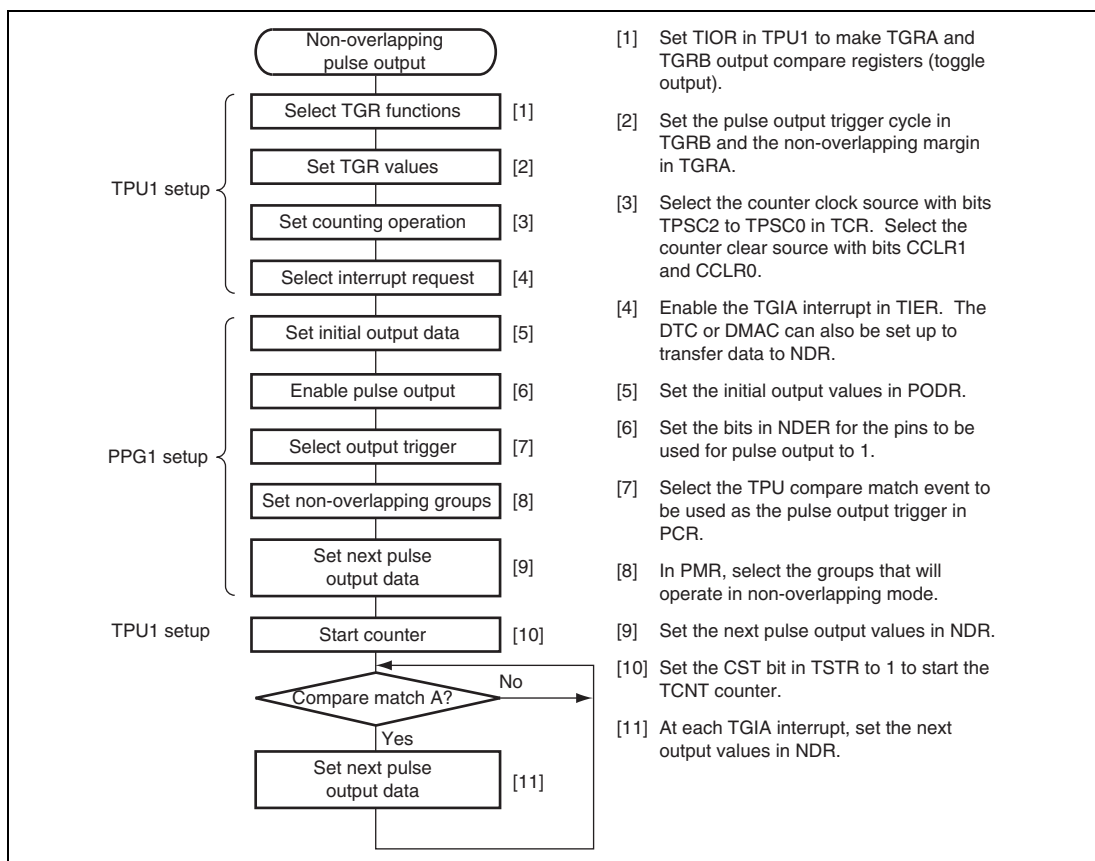 Non-overlapping
pulse output
TPU1 setup
Select TGR functions [1]
Set TGR values [2]
Set counting operation [3]
Select interrupt request [4]
PPG1 setup
Set initial output data [5]
Enable pulse output [6]
Select output trigger [7]
Set non-overlapping groups [8]
Set next pulse
output data [9]
TPU1 setup
Start counter [10]
Compare match A? No
Yes
Set next pulse
output data [11]
[1] Set TIOR in TPU1 to make TGRA and
TGRB output compare registers (toggle
output).
[2] Set the pulse output trigger cycle in
TGRB and the non-overlapping margin
in TGRA.
[3] Select the counter clock source with bits
TPSC2 to TPSC0 in TCR. Select the
counter clear source with bits CCLR1
and CCLR0.
[4] Enable the TGIA interrupt in TIER. The
DTC or DMAC can also be set up to
transfer data to NDR.
[5] Set the initial output values in PODR.
[6] Set the bits in NDER for the pins to be
used for pulse output to 1.
[7] Select the TPU compare match event to
be used as the pulse output trigger in
PCR.
[8] In PMR, select the groups that will
operate in non-overlapping mode.
[9] Set the next pulse output values in NDR.
[10] Set the CST bit in TSTR to 1 to start the
TCNT counter.
[11] At each TGIA interrupt, set the next
output values in NDR.